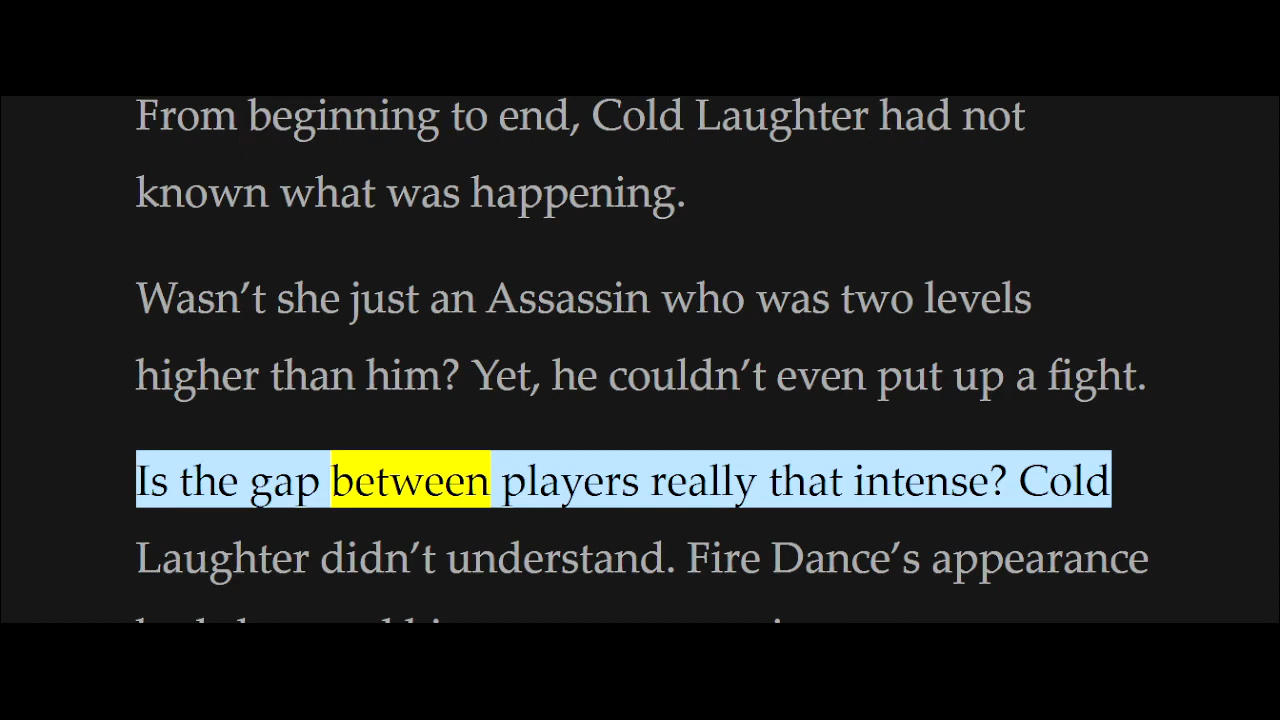 From beginning to end, Cold Laughter had not
known what was happening.
Wasn’t she just an Assassin who was two levels
higher than him? Yet, he couldn’t even put up a fight.
Is the gap between players really that intense? Cold
Laughter didn’t understand. Fire Dance’s appearance